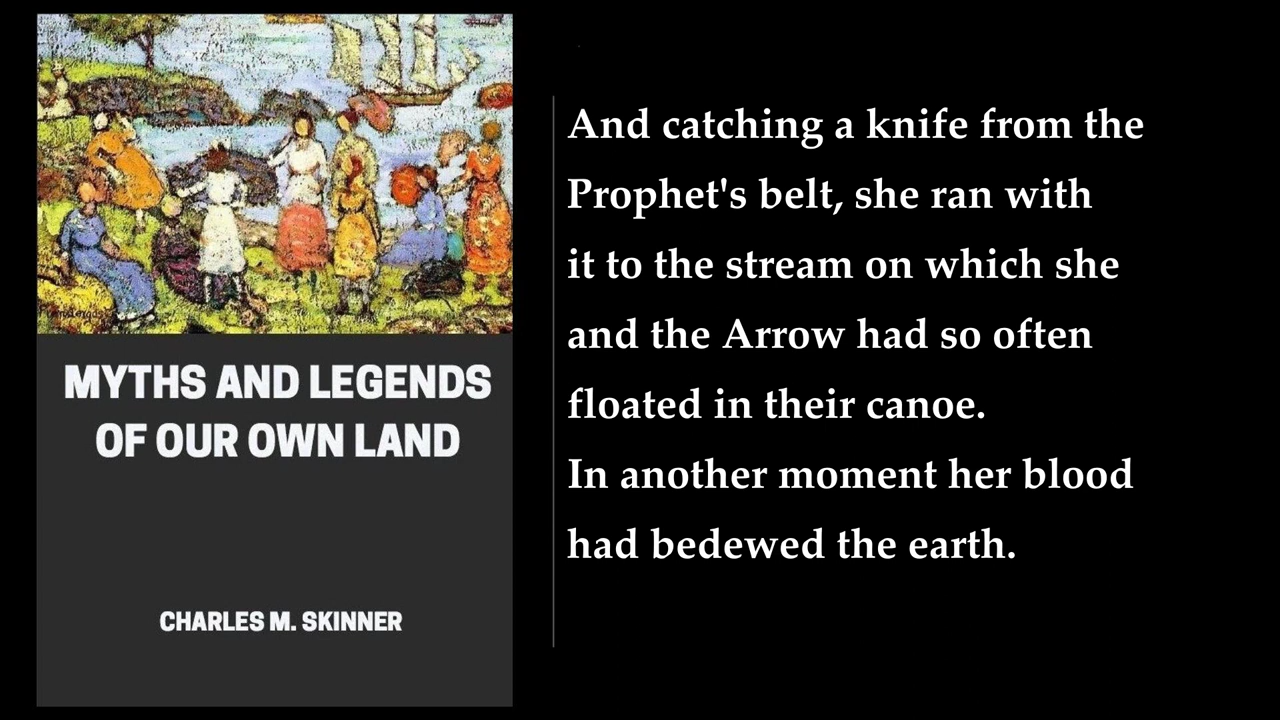 MYTHS AND LEGENDS
OF OUR OWN LAND
CHARLES M. SKINNER
And catching a knife from the
Prophet's belt, she ran with
it to the stream on which she
and the Arrow had so often
floated in their canoe.
In another moment her blood
had bedewed the earth.